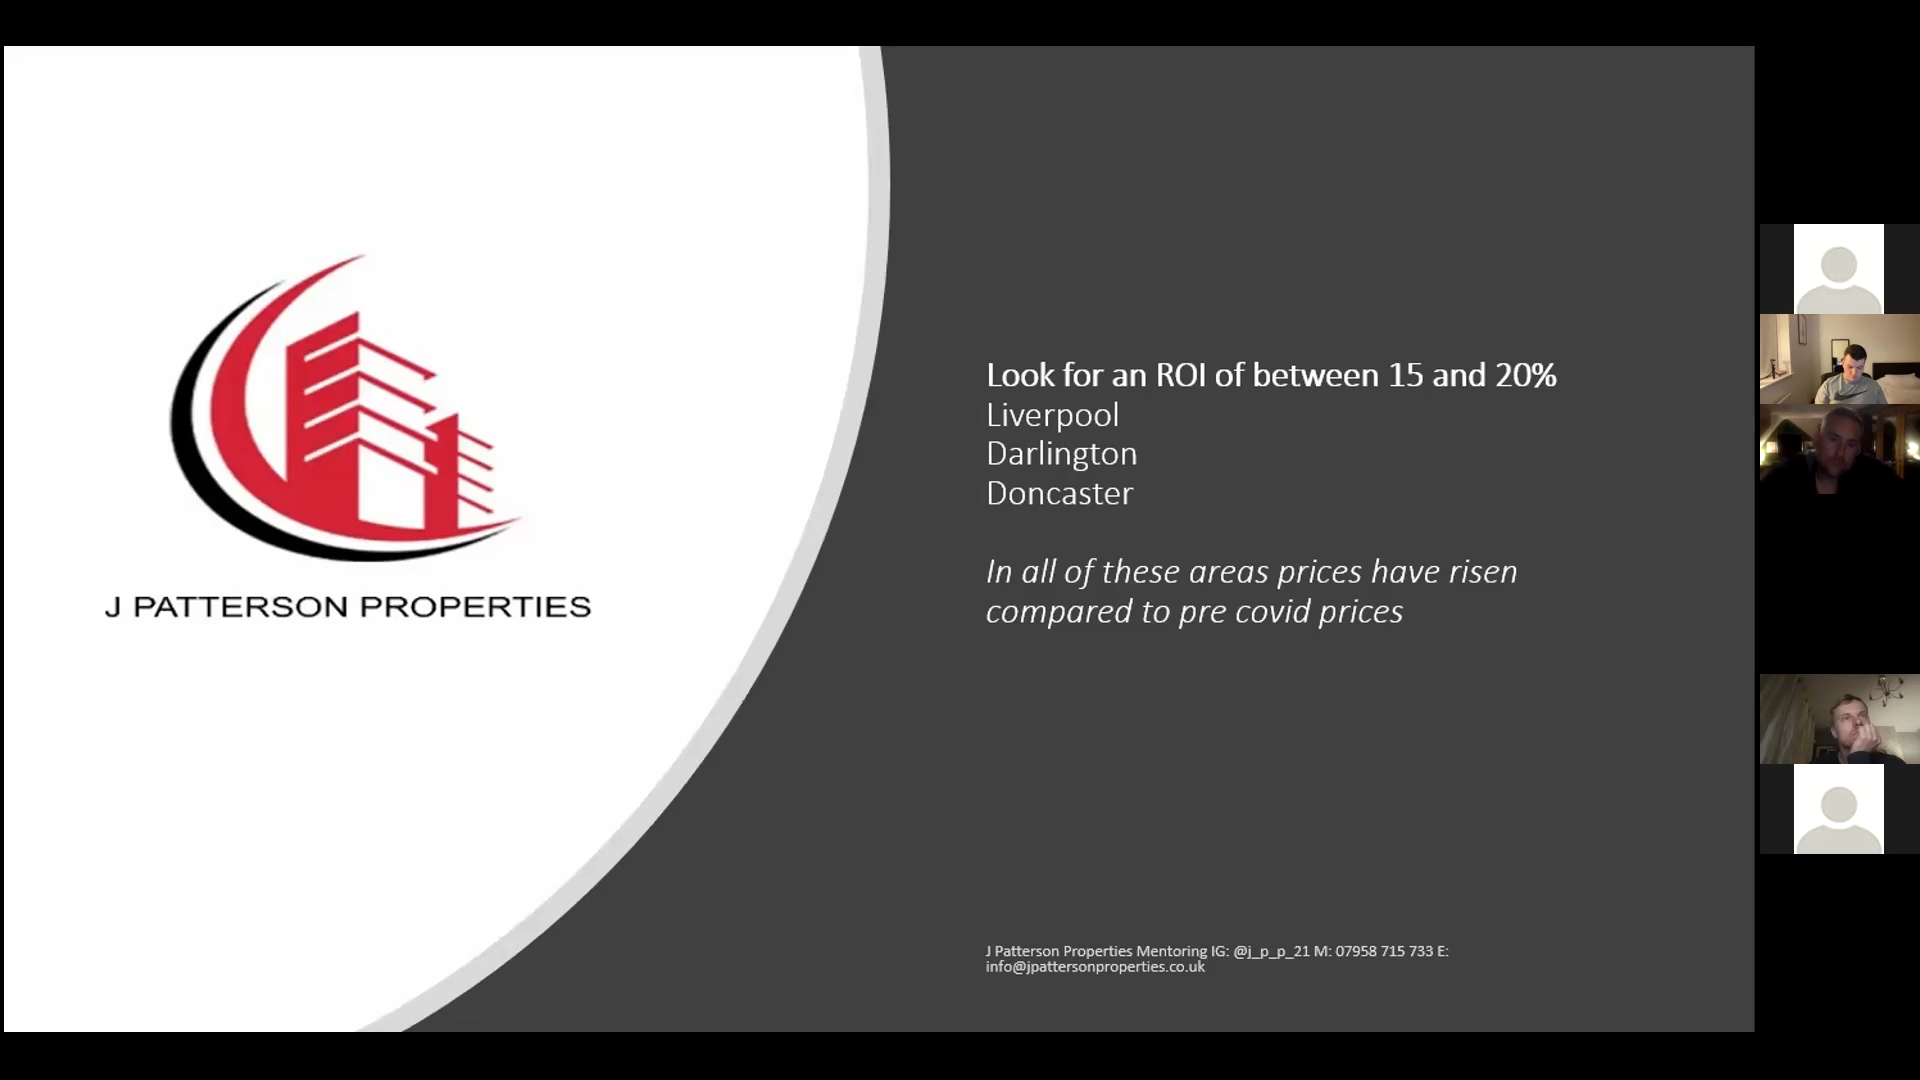 J PATTERSON PROPERTIES
Look for an ROI of between 15 and 20%
Liverpool
Darlington
Doncaster
In all of these areas prices have risen
compared to pre covid prices
J Patterson Properties Mentoring IG: @j_p_p_21 M: 07958 715 733 E:
info@jpattersonproperties.co.uk